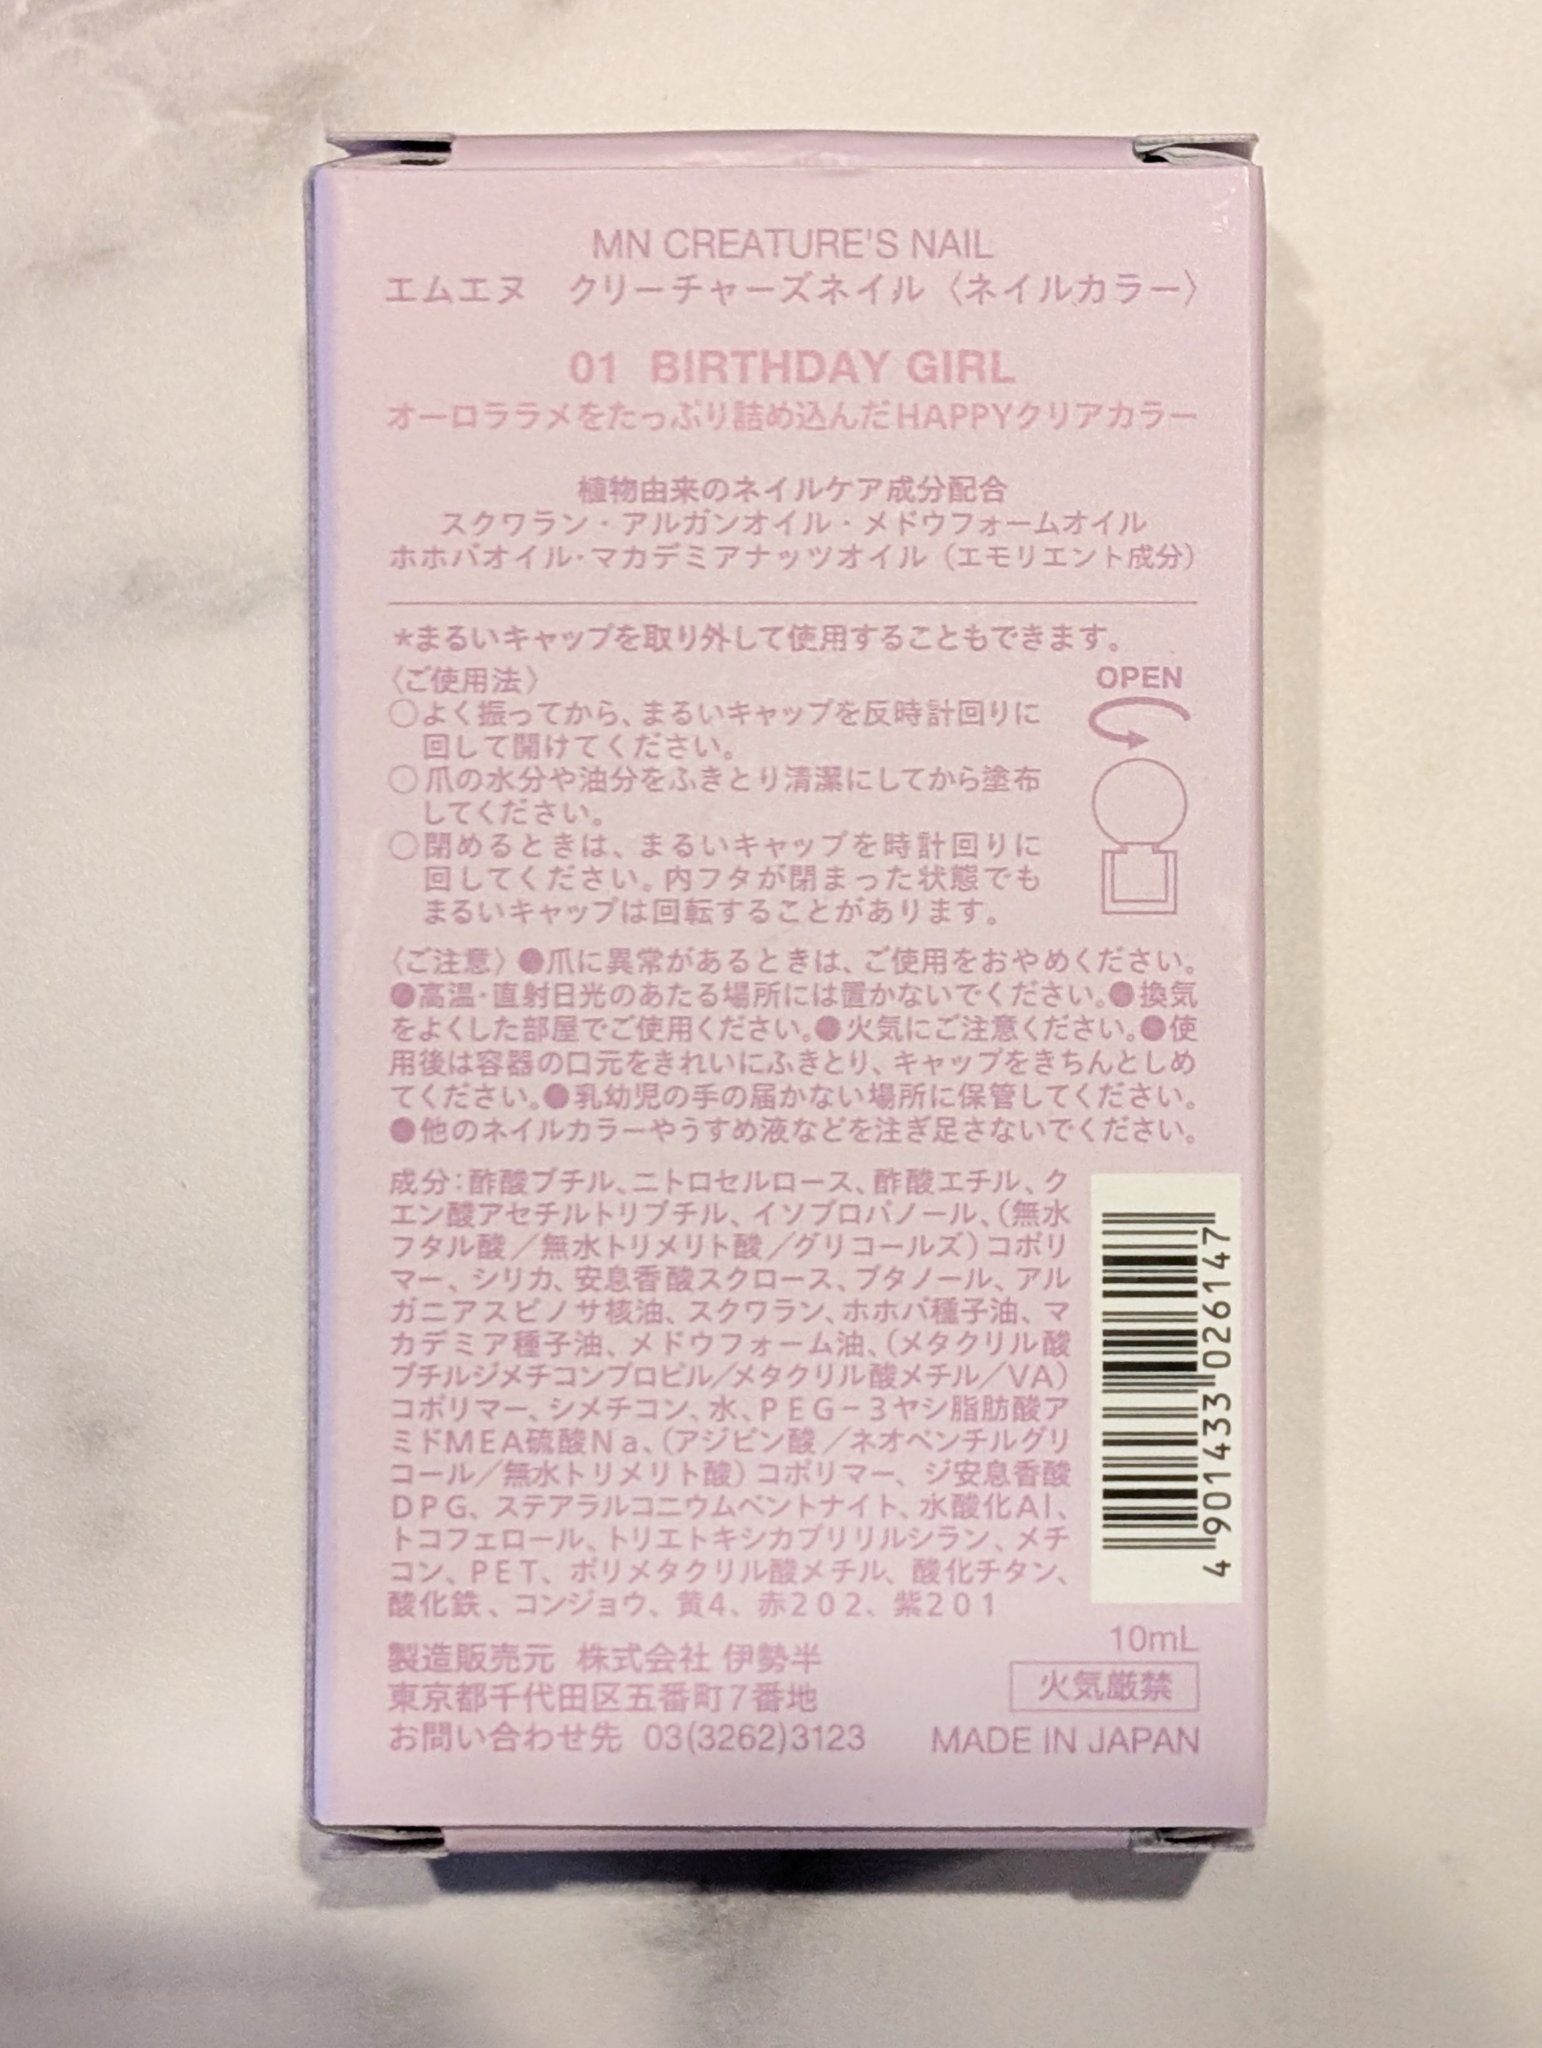 MN CREATURE'S NAIL
エムエヌ　クリーチャーズネイル〈ネイルカラー〉
01 BIRTHDAY GIRL
オーロララメをたっぷり詰め込んだHAPPYクリアカラー
植物由来のネイルケア成分配合
スクワラン・アルガンオイル・メドウフォームオイル
ホホバオイル・マカデミアナッツオイル（エモリエント成分）
*まるいキャップを取り外して使用することもできます。
〈ご使用法〉
OPEN
○よく振ってから、まるいキャップを反時計回りに
回して開けてください。
○爪の水分や油分をふきとり清潔にしてから塗布
してください。
○閉めるときは、まるいキャップを時計回りに
回してください。内フタが閉まった状態でも
まるいキャップは回転することがあります。
〈ご注意〉●爪に異常があるときは、ご使用をおやめください。
●高温・直射日光のあたる場所には置かないでください。●換気
をよくした部屋でご使用ください。●火気にご注意ください。●使
用後は容器の口元をきれいにふきとり、キャップをきちんとしめ
てください。●乳幼児の手の届かない場所に保管してください。
●他のネイルカラーやうすめ液などを注ぎ足さないでください。
成分：酢酸ブチル、ニトロセルロース、酢酸エチル、ク
エン酸アセチルトリブチル、イソプロパノール、（無水
フタル酸／無水トリメリト酸／グリコールズ）コポリ
マー、シリカ、安息香酸スクロース、ブタノール、アル
ガニアスピノサ核油、スクワラン、ホホバ種子油、マ
カデミア種子油、メドウフォーム油、（メタクリル酸
ブチルジメチコンプロピル/メタクリル酸メチル／VA）
コポリマー、シメチコン、水、PEG－3ヤシ脂肪酸ア
ミドMEA硫酸Na、（アジピン酸／ネオペンチルグリ
コール／無水トリメリト酸）コポリマー、ジ安息香酸
DPG、ステアラルコニウムベントナイト、水酸化Al、
トコフェロール、トリエトキシカプリリルシラン、メチ
コン、PET、ポリメタクリル酸メチル、酸化チタン、
酸化鉄、コンジョウ、黄4、赤202、紫201
4 901433 026147
10mL
製造販売元 株式会社 伊勢半
東京都千代田区五番町7番地
火気厳禁
お問い合わせ先 03(3262)3123
MADE IN JAPAN